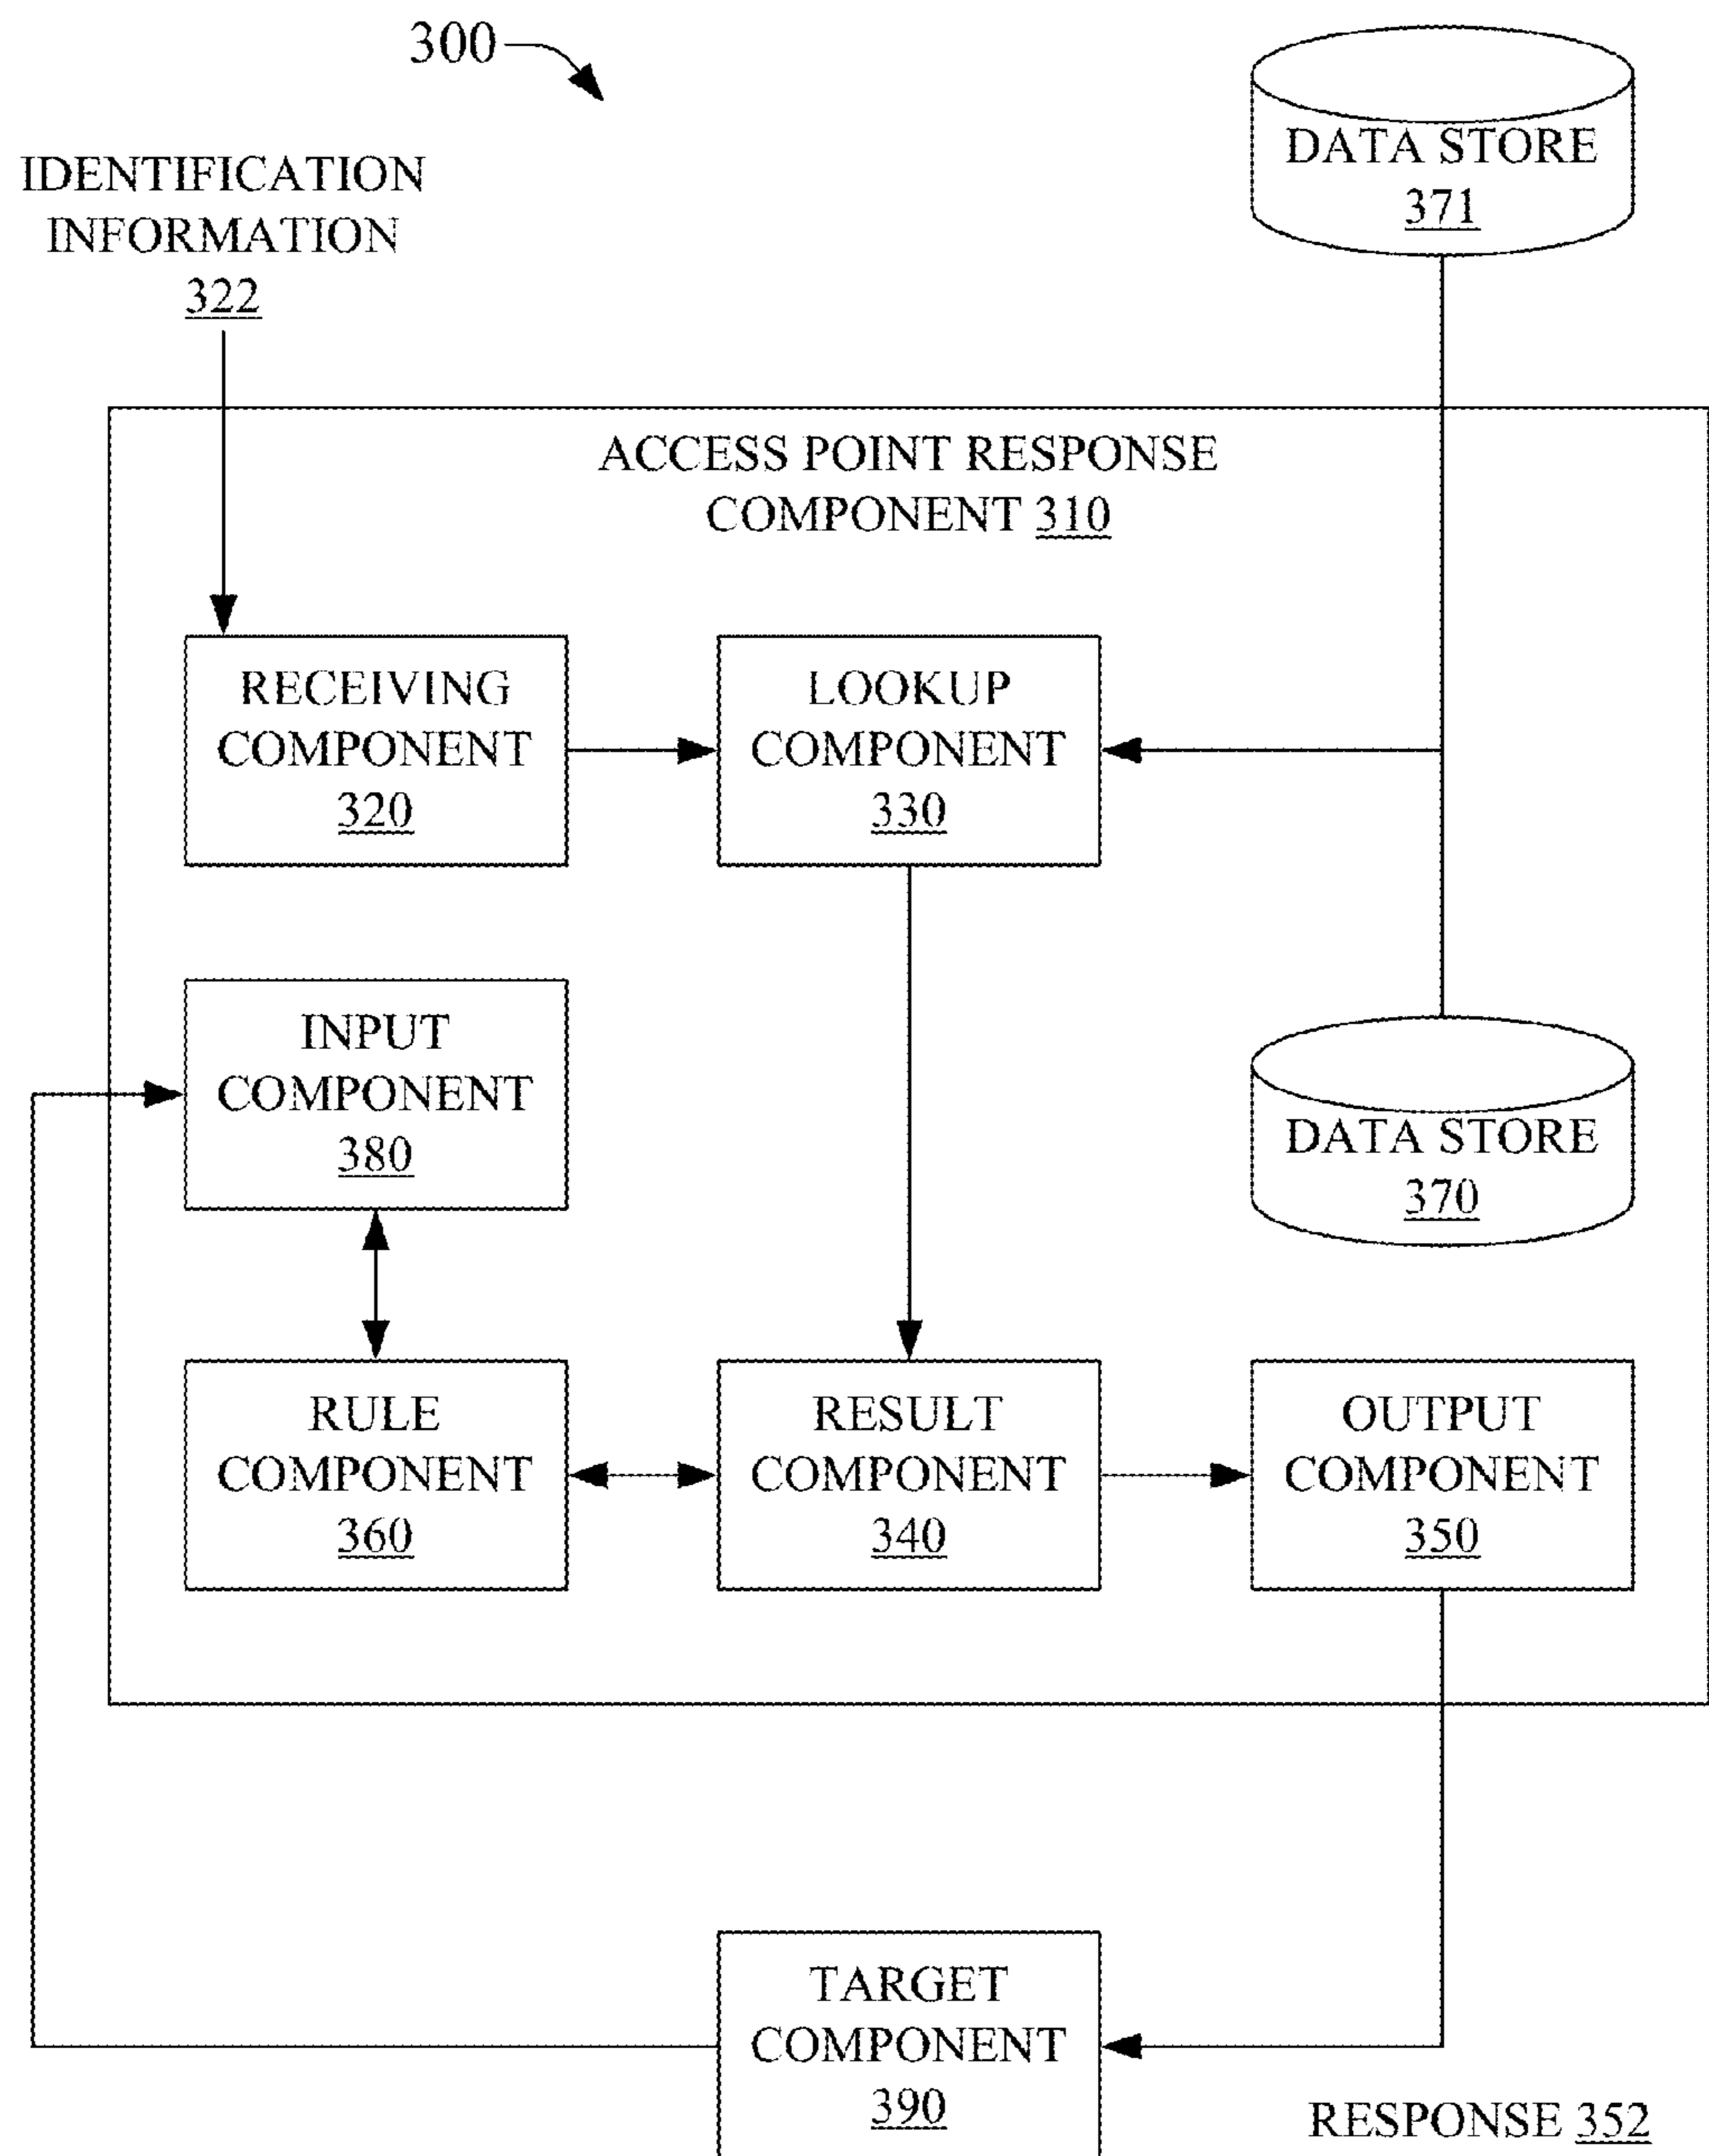 300
DATA STORE
371
IDENTIFICATION
INFORMATION
322
ACCESS POINT RESPONSE
COMPONENT 310
RECEIVING
COMPONENT
320
LOOKUP
COMPONENT
330
INPUT
COMPONENT
380
DATA STORE
370
RULE
COMPONENT
360
RESULT
COMPONENT
340
OUTPUT
COMPONENT
350
TARGET
COMPONENT
390
RESPONSE 352